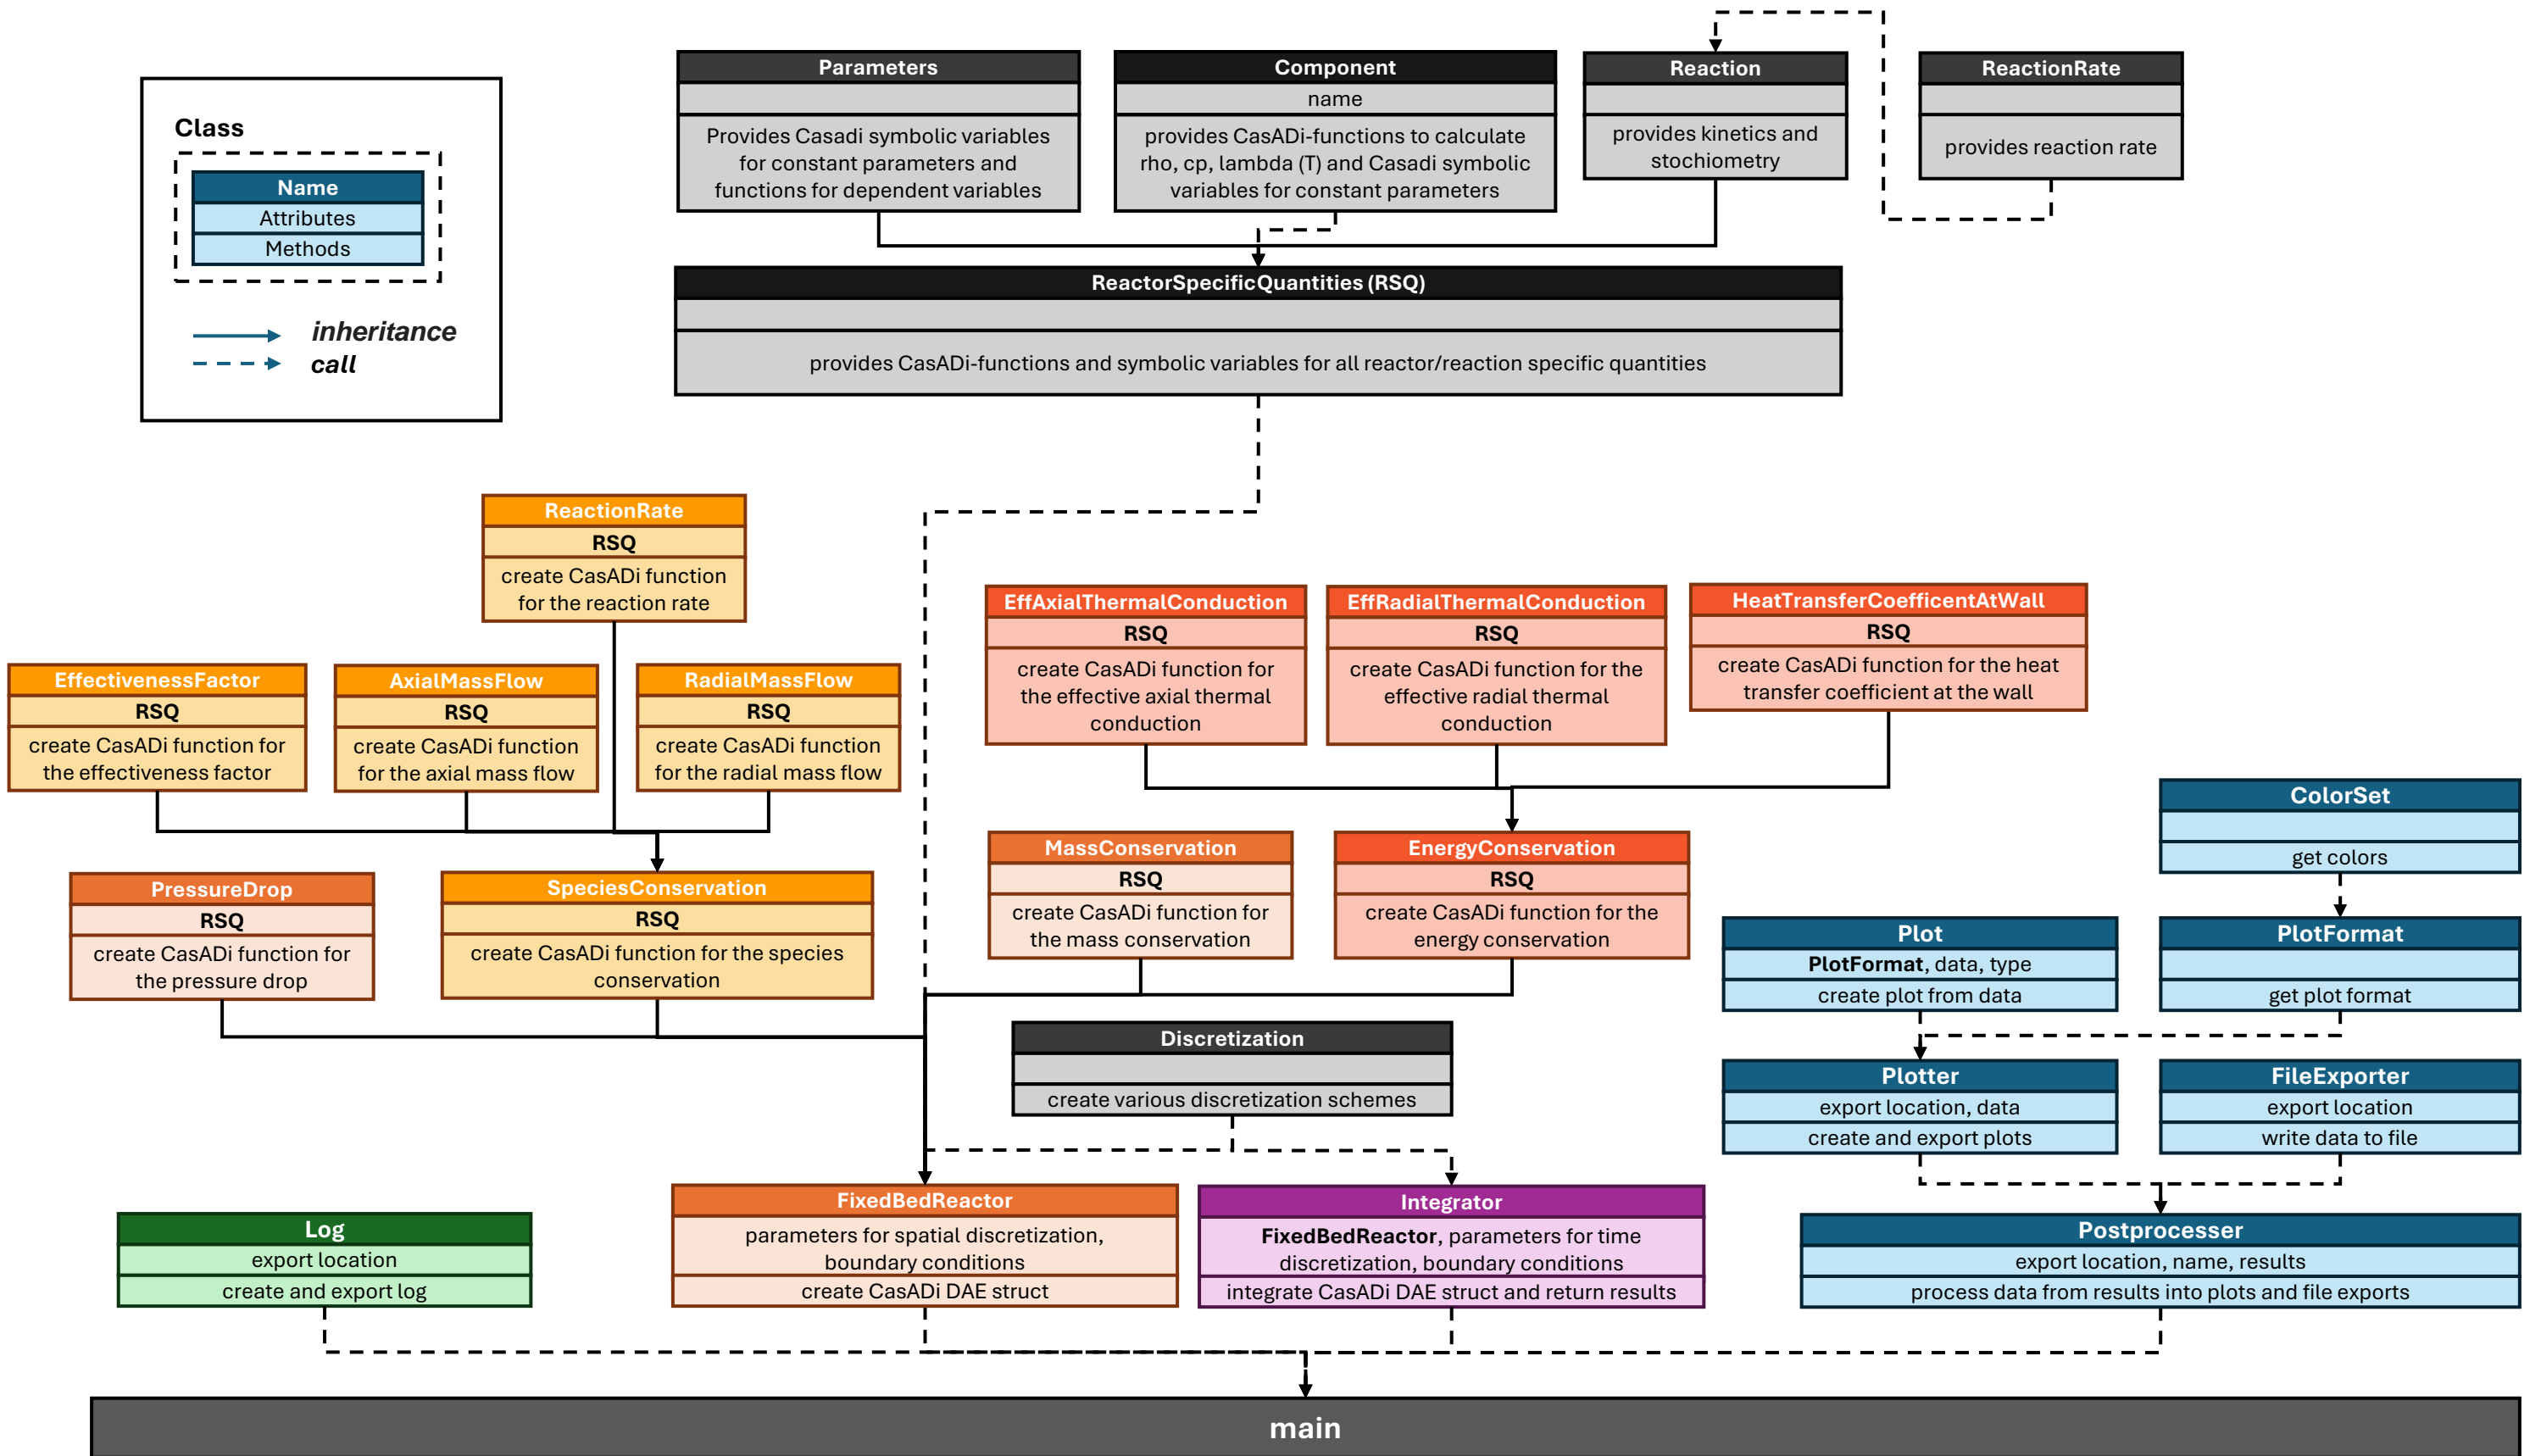 Class
Name
Attributes
Methods
inheritance
call
Parameters
Provides Casadi symbolic variables
for constant parameters and
functions for dependent variables
Component
name
provides CasADi-functions to calculate
rho, cp, lambda (T) and Casadi symbolic
variables for constant parameters
Reaction
provides kinetics and
stochiometry
ReactionRate
provides reaction rate
ReactorSpecificQuantities (RSQ)
provides CasADi-functions and symbolic variables for all reactor/reaction specific quantities
ReactionRate
RSQ
create CasADi function
for the reaction rate
EffectivenessFactor
RSQ
create CasADi function for
the effectiveness factor
AxialMassFlow
RSQ
create CasADi function
for the axial mass flow
RadialMassFlow
RSQ
create CasADi function
for the radial mass flow
EffAxialThermalConduction
RSQ
create CasADi function for
the effective axial thermal
conduction
EffRadialThermalConduction
RSQ
create CasADi function for the
effective radial thermal
conduction
HeatTransferCoefficentAtWall
RSQ
create CasADi function for the heat
transfer coefficient at the wall
PressureDrop
RSQ
create CasADi function for
the pressure drop
SpeciesConservation
RSQ
create CasADi function for the species
conservation
MassConservation
RSQ
create CasADi function for
the mass conservation
EnergyConservation
RSQ
create CasADi function for the
energy conservation
ColorSet
get colors
Plot
PlotFormat, data, type
create plot from data
PlotFormat
get plot format
Discretization
create various discretization schemes
Plotter
export location, data
create and export plots
FileExporter
export location
write data to file
Log
export location
create and export log
FixedBedReactor
parameters for spatial discretization,
boundary conditions
create CasADi DAE struct
Integrator
FixedBedReactor, parameters for time
discretization, boundary conditions
integrate CasADi DAE struct and return results
Postprocesser
export location, name, results
process data from results into plots and file exports
main